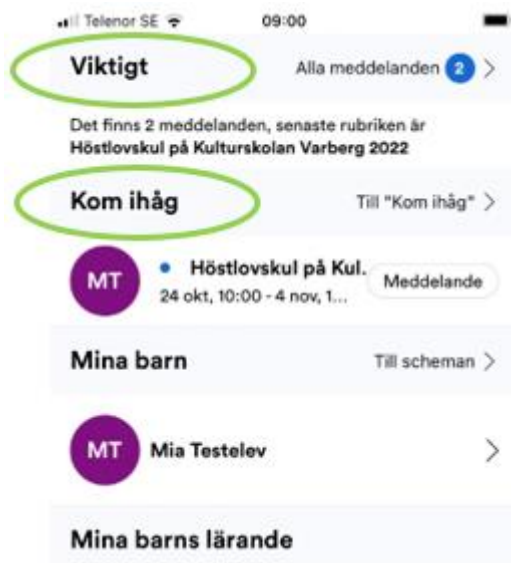 Telenor SE 09:00
Viktigt Alla meddelanden 2 >
Det finns 2 meddelanden, senaste rubriken är
Höstlovskul på Kulturskolan Varberg 2022
Kom ihåg Till "Kom ihåg" >
MT • Höstlovskul på Kul. Meddelande
24 okt, 10:00 - 4 nov, 1...
Mina barn Till scheman >
MT Mia Testelev >
Mina barns lärande